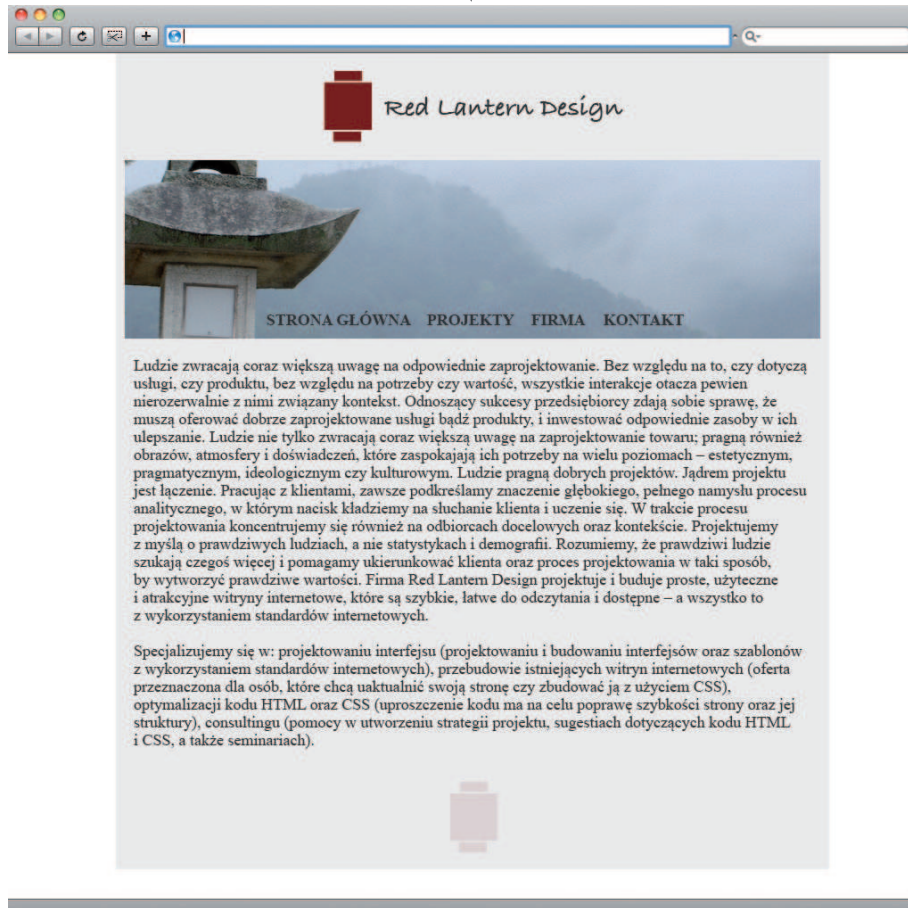 Red Lantern Design
STRONA GŁÓWNA PROJEKTY FIRMA KONTAKT
Ludzie zwracają coraz większą uwagę na odpowiednie zaprojektowanie. Bez względu na to, czy dotyczą
usługi, czy produktu, bez względu na potrzeby czy wartość, wszystkie interakcje otacza pewien
nierozerwalnie z nimi związany kontekst. Odnoszący sukcesy przedsiębiorcy zdają sobie sprawę, że
muszą oferować dobrze zaprojektowane usługi bądź produkty, i inwestować odpowiednie zasoby w ich
ulepszanie. Ludzie nie tylko zwracają coraz większą uwagę na zaprojektowanie towaru; pragną również
obrazów, atmosfery i doświadczeń, które zaspokajają ich potrzeby na wielu poziomach – estetycznym,
pragmatycznym, ideologicznym czy kulturowym. Ludzie pragną dobrych projektów. Jądrem projektu
jest łączenie. Pracując z klientami, zawsze podkreślamy znaczenie głębokiego, pełnego namysłu procesu
analitycznego, w którym nacisk kładziemy na słuchanie klienta i uczenie się. W trakcie procesu
projektowania koncentrujemy się również na odbiorcach docelowych oraz kontekście. Projektujemy
z myślą o prawdziwych ludziach, a nie statystykach i demografii. Rozumiemy, że prawdziwi ludzie
szukają czegoś więcej i pomagamy ukierunkować klienta oraz proces projektowania w taki sposób,
by wytworzyć prawdziwe wartości. Firma Red Lantern Design projektuje i buduje proste, użyteczne
i atrakcyjne witryny internetowe, które są szybkie, łatwe do odczytania i dostępne – a wszystko to
z wykorzystaniem standardów internetowych.
Specjalizujemy się w: projektowaniu interfejsu (projektowaniu i budowaniu interfejsów oraz szablonów
z wykorzystaniem standardów internetowych), przebudowie istniejących witryn internetowych (oferta
przeznaczona dla osób, które chcą uaktualnić swoją stronę czy zbudować ją z użyciem CSS),
optymalizacji kodu HTML oraz CSS (uproszczenie kodu ma na celu poprawę szybkości strony oraz jej
struktury), consultingu (pomocy w utworzeniu strategii projektu, sugestiach dotyczących kodu HTML
i CSS, a także seminariach).